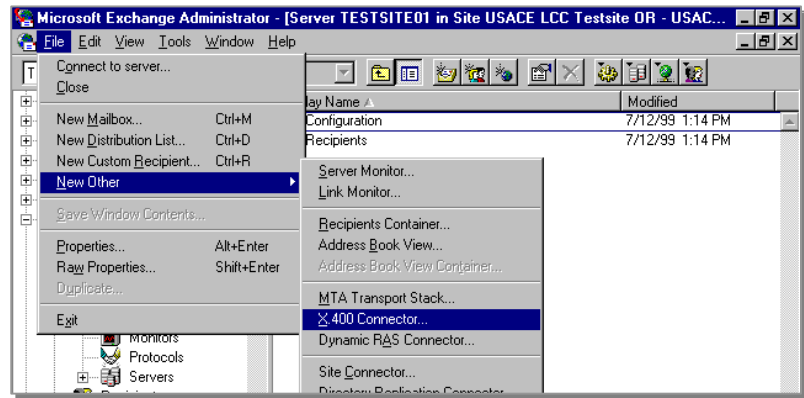 Microsoft Exchange Administrator - [Server TESTSITE01 in Site USACE LCC Testsite OR - USAC...
File Edit View Tools Window Help
T
Connect to server...
Close
New Mailbox... Ctrl+M
New Distribution List... Ctrl+D
New Custom Recipient... Ctrl+R
New Other
Save Window Contents...
Properties... Alt+Enter
Raw Properties... Shift+Enter
Duplicate...
Exit
lay Name Modified
Configuration 7/12/99 1:14 PM
Recipients 7/12/99 1:14 PM
Server Monitor...
Link Monitor...
Recipients Container...
Address Book View...
Address Book View Container...
MTA Transport Stack...
X.400 Connector...
Dynamic RAS Connector...
Site Connector...
Directory Replication Connector
Monitors
Protocols
Servers